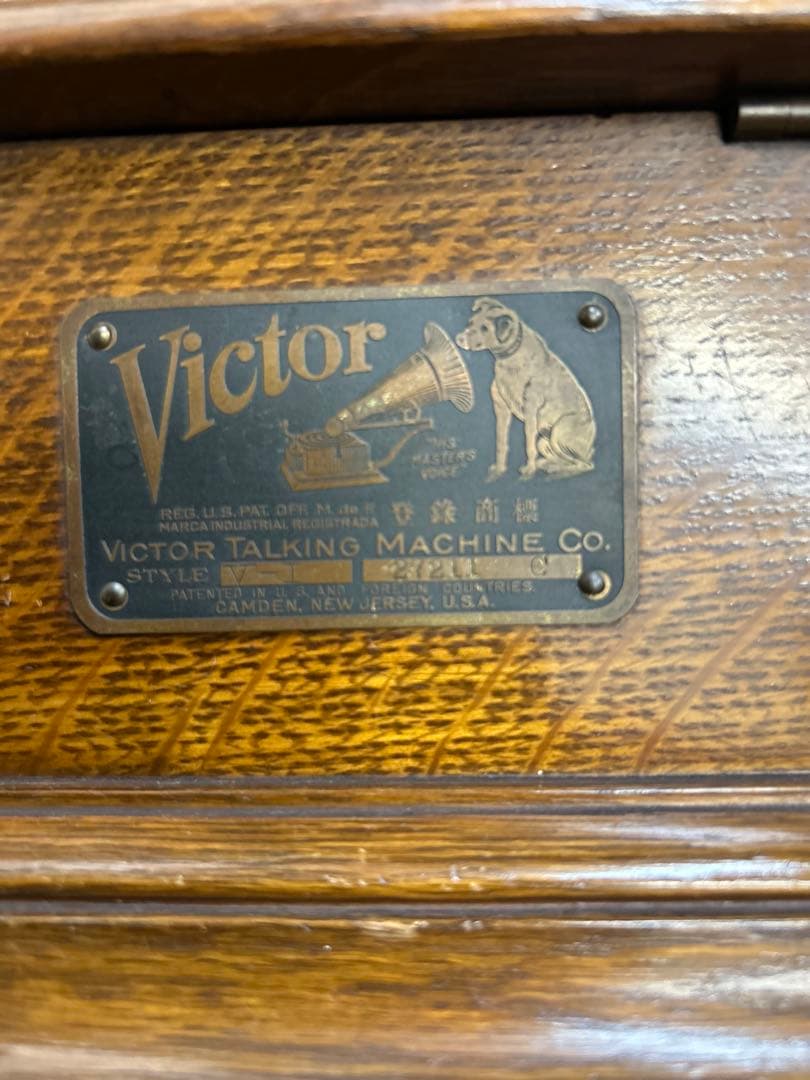 Victor
"HIS
MASTER'S
VOICE"
REG. U.S. PAT. OFF. M. de F. 登錄商標
MARCA INDUSTRIAL REGISTRADA
VICTOR TALKING MACHINE CO.
STYLE V- 27211 C
PATENTED IN U.S. AND FOREIGN COUNTRIES.
CAMDEN, NEW JERSEY, U.S.A.